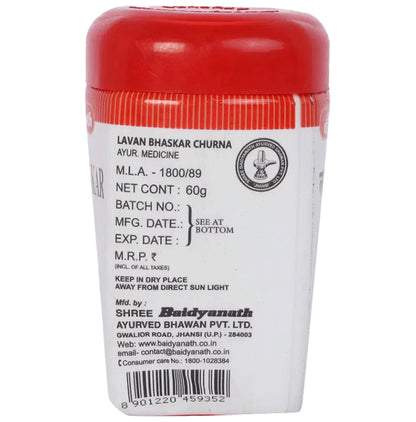 LAVAN BHASKAR CHURNA
AYUR. MEDICINE
M.L.A. - 1800/89
NET CONT : 60g
BATCH NO.:
MFG. DATE.: } SEE AT
EXP. DATE : BOTTOM
M.R.P. ₹
(INCL. OF ALL TAXES)
KEEP IN DRY PLACE
AWAY FROM DIRECT SUN LIGHT
Mfd. by :
SHREE Baidyanath
AYURVED BHAWAN PVT. LTD.
GWALIOR ROAD, JHANSI (U.P.) - 284003
Web: www.baidyanath.co.in
email- contact@baidyanath.co.in
Consumer care No.: 1800-1028384
8 901220 459352